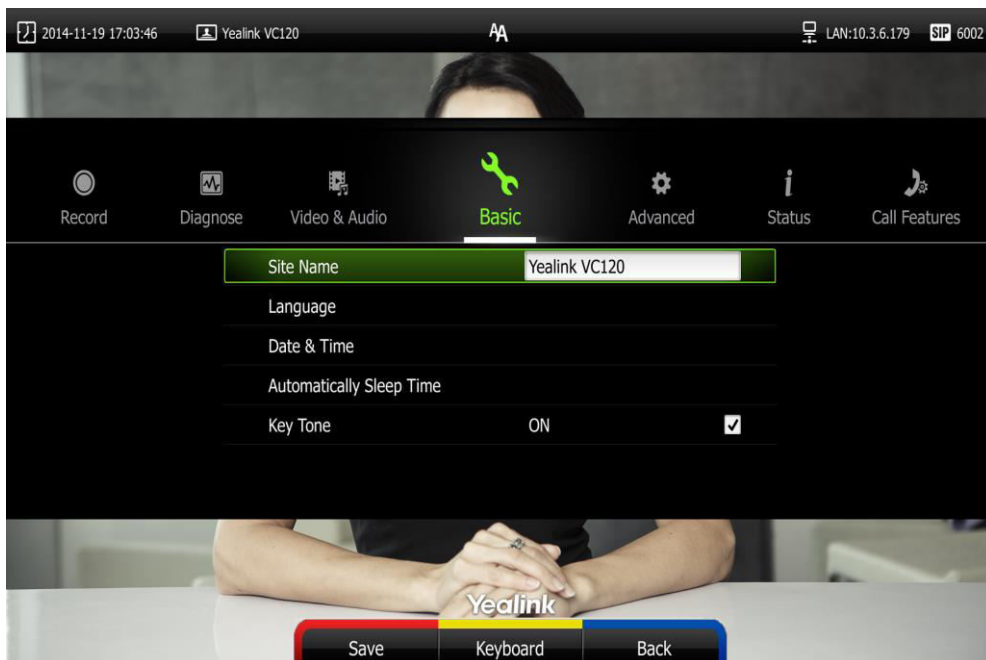 2014-11-19 17:03:46 Yealink VC120 AA LAN:10.3.6.179 SIP 6002
Record Diagnose Video & Audio Basic Advanced Status Call Features
Site Name Yealink VC120
Language
Date & Time
Automatically Sleep Time
Key Tone ON
Yealink
Save Keyboard Back